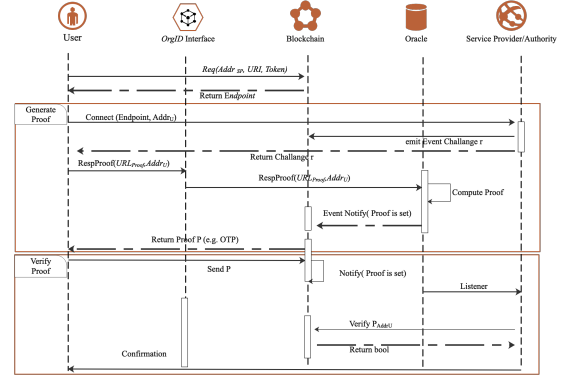 User
OrgID Interface
Blockchain
Oracle
Service Provider/Authority
Req(Addr SP, URI, Token)
Return Endpoint
Generate
Proof
Connect (Endpoint, AddrU)
emit Event Challange r
Return Challange r
RespProof(URLProof,AddrU)
RespProof(URLProof,AddrU)
Compute Proof
Event Notify( Proof is set)
Return Proof P (e.g. OTP)
Verify
Proof
Send P
Notify( Proof is set)
Listener
Verify PAddrU
Return bool
Confirmation